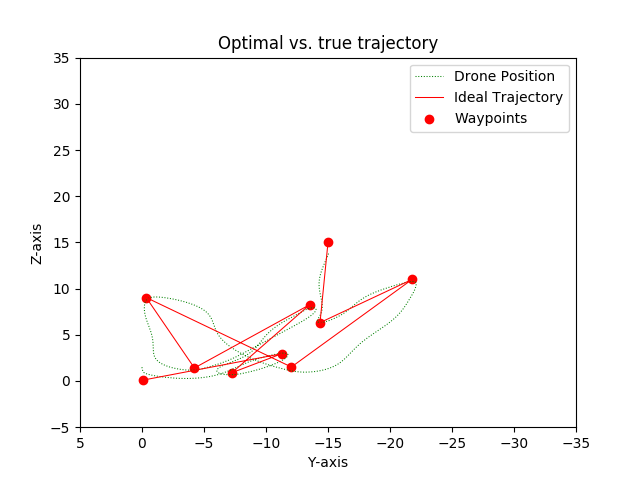 Optimal vs. true trajectory
Drone Position
Ideal Trajectory
Waypoints
35
30
25
20
15
10
5
0
−5
Z-axis
5 0 −5 −10 −15 −20 −25 −30 −35
Y-axis